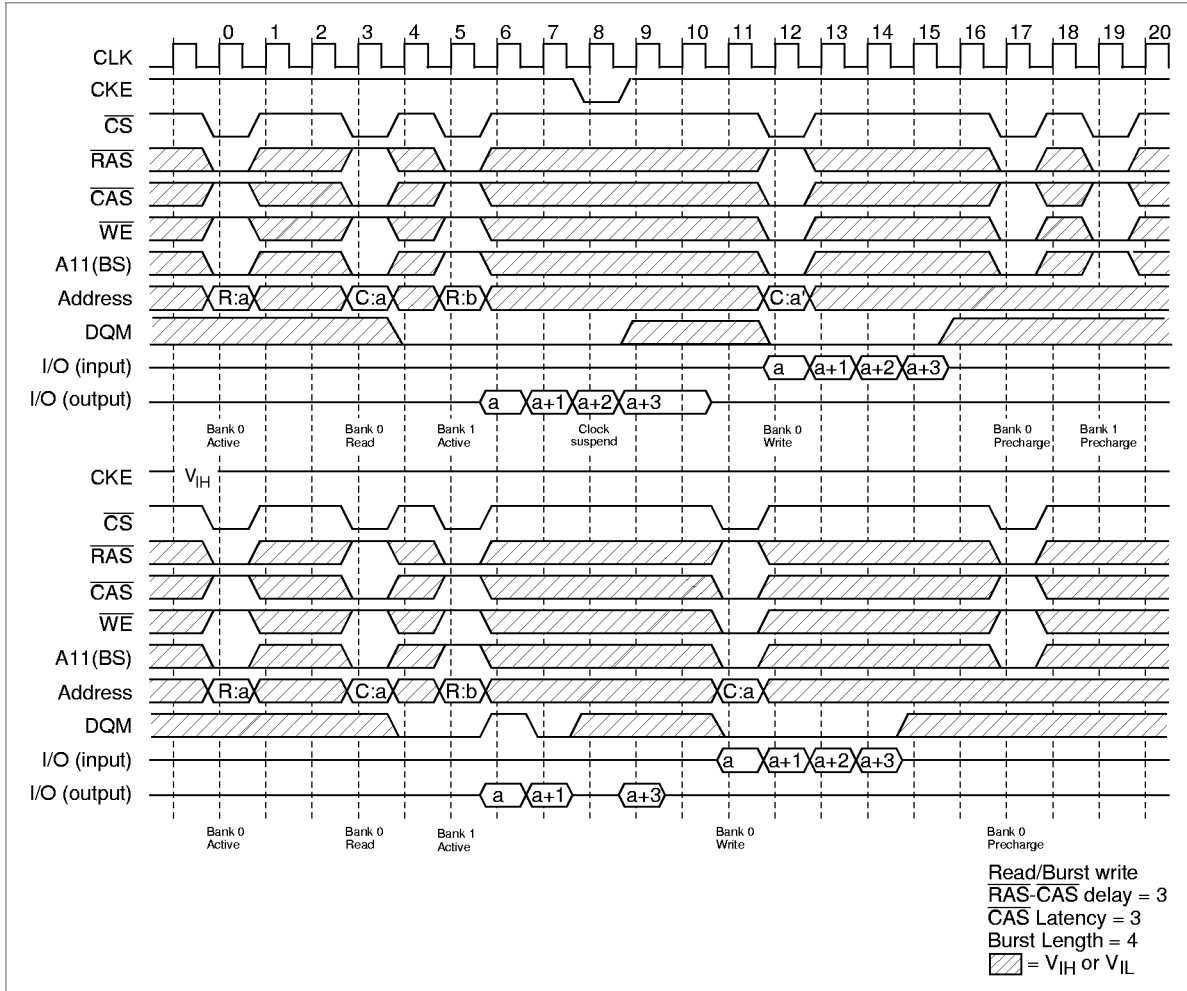 0 1 2 3 4 5 6 7 8 9 10 11 12 13 14 15 16 17 18 19 20
CLK
CKE
CS
RAS
CAS
WE
A11(BS)
Address R:a C:a R:b C:a'
DQM
I/O (input) a a+1 a+2 a+3
I/O (output) a a+1 a+2 a+3
Bank 0 Active
Bank 0 Read
Bank 1 Active
Clock suspend
Bank 0 Write
Bank 0 Precharge
Bank 1 Precharge
CKE VIH
CS
RAS
CAS
WE
A11(BS)
Address R:a C:a R:b C:a
DQM
I/O (input) a a+1 a+2 a+3
I/O (output) a a+1 a+3
Bank 0 Active
Bank 0 Read
Bank 1 Active
Bank 0 Write
Bank 0 Precharge
Read/Burst write
RAS-CAS delay = 3
CAS Latency = 3
Burst Length = 4
= VIH or VIL